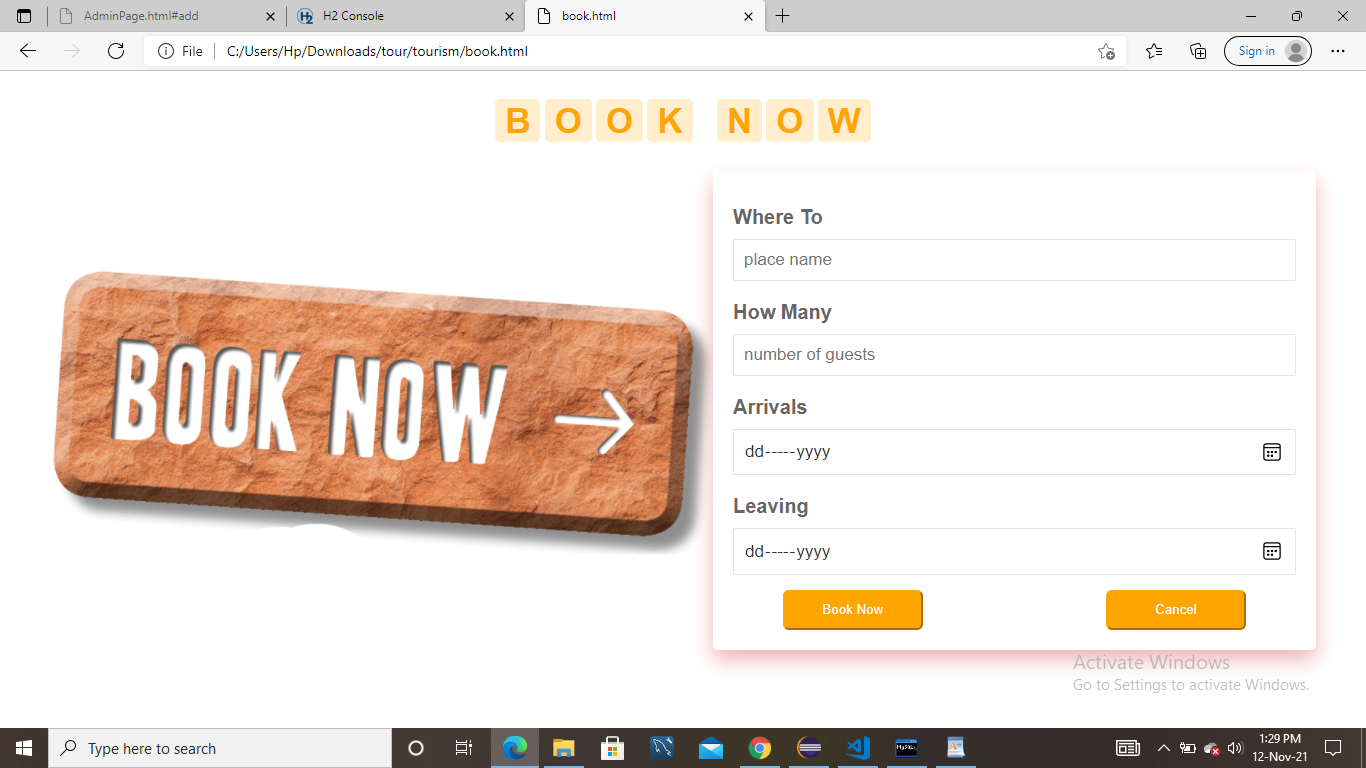 AdminPage.html#add
H2 Console
book.html
File
C:/Users/Hp/Downloads/tour/tourism/book.html
Sign in
BOOK NOW
Where To
place name
How Many
number of guests
Arrivals
dd-----yyyy
Leaving
dd-----yyyy
Book Now
Cancel
BOOK NOW
Activate Windows
Go to Settings to activate Windows.
Type here to search
1:29 PM
12-Nov-21